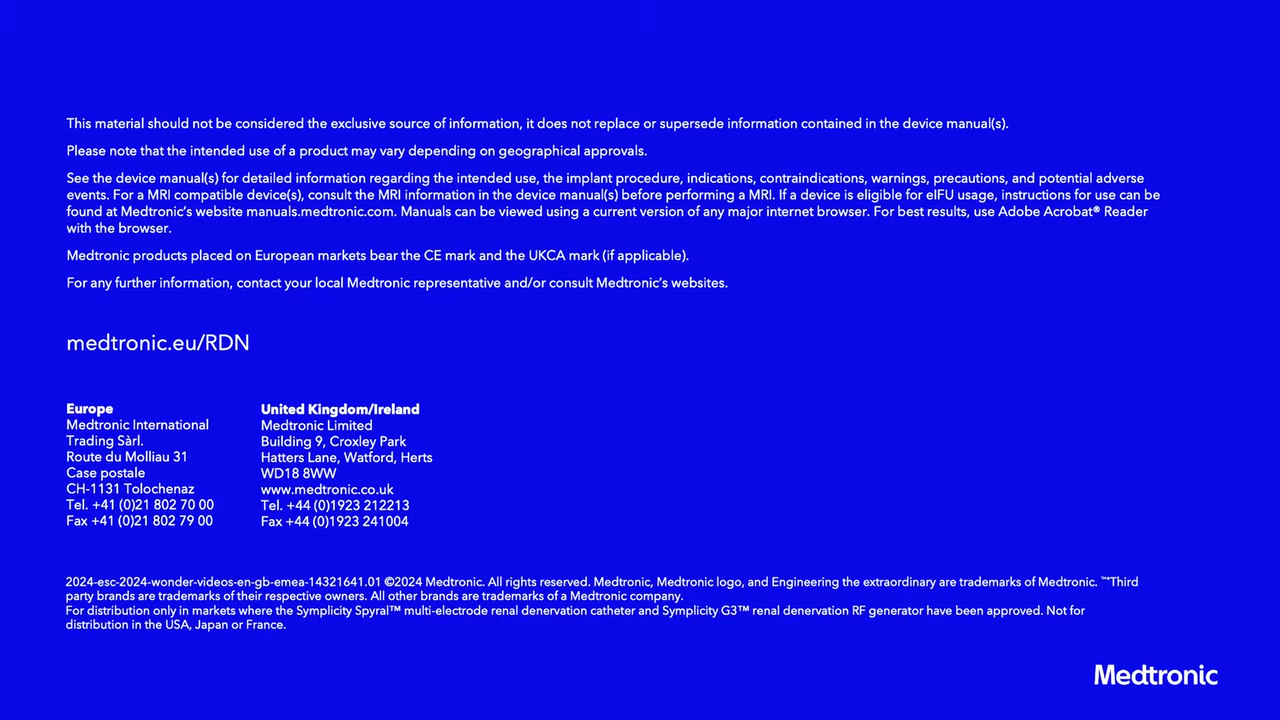 This material should not be considered the exclusive source of information, it does not replace or supersede information contained in the device manual(s).
Please note that the intended use of a product may vary depending on geographical approvals.
See the device manual(s) for detailed information regarding the intended use, the implant procedure, indications, contraindications, warnings, precautions, and potential adverse
events. For a MRI compatible device(s), consult the MRI information in the device manual(s) before performing a MRI. If a device is eligible for eIFU usage, instructions for use can be
found at Medtronic's website manuals.medtronic.com. Manuals can be viewed using a current version of any major internet browser. For best results, use Adobe Acrobat® Reader
with the browser.
Medtronic products placed on European markets bear the CE mark and the UKCA mark (if applicable).
For any further information, contact your local Medtronic representative and/or consult Medtronic's websites.
medtronic.eu/RDN
Europe
Medtronic International
Trading Sàrl.
Route du Molliau 31
Case postale
CH-1131 Tolochenaz
Tel. +41 (0)21 802 70 00
Fax +41 (0)21 802 79 00
United Kingdom/Ireland
Medtronic Limited
Building 9, Croxley Park
Hatters Lane, Watford, Herts
WD18 8WW
www.medtronic.co.uk
Tel. +44 (0)1923 212213
Fax +44 (0)1923 241004
2024-esc-2024-wonder-videos-en-gb-emea-14321641.01 ©2024 Medtronic. All rights reserved. Medtronic, Medtronic logo, and Engineering the extraordinary are trademarks of Medtronic. ™*Third
party brands are trademarks of their respective owners. All other brands are trademarks of a Medtronic company.
For distribution only in markets where the Symplicity Spyral™ multi-electrode renal denervation catheter and Symplicity G3™ renal denervation RF generator have been approved. Not for
distribution in the USA, Japan or France.
Medtronic